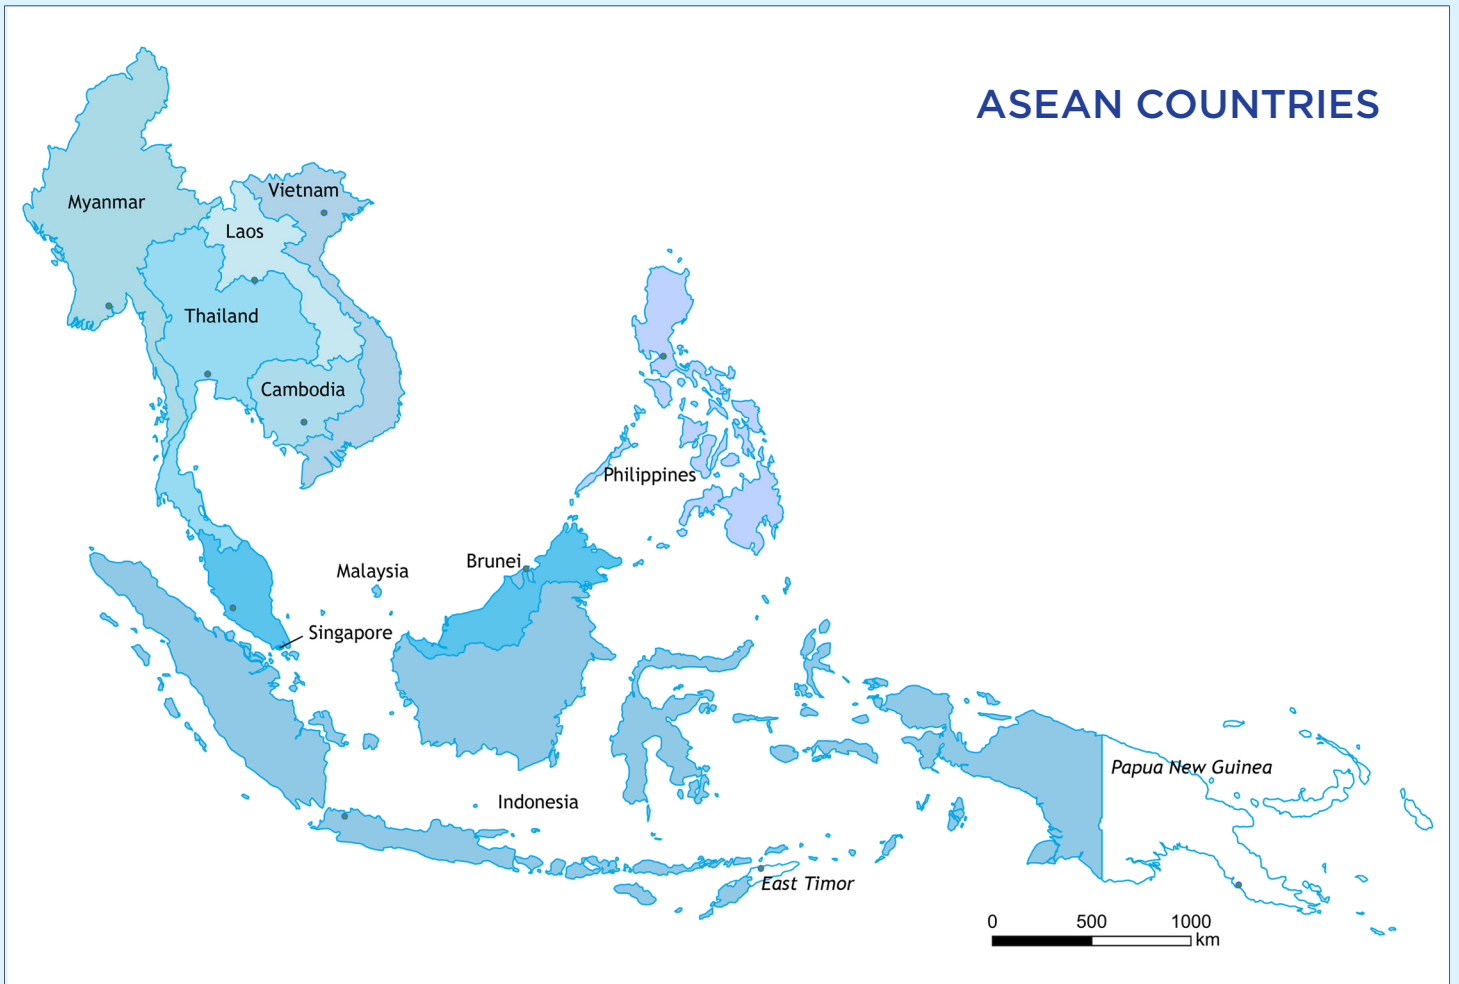 ASEAN COUNTRIES
Vietnam
Myanmar
Laos
Thailand
Cambodia
Philippines
Brunei
Malaysia
Singapore
Papua New Guinea
Indonesia
East Timor
0 500 1000
km